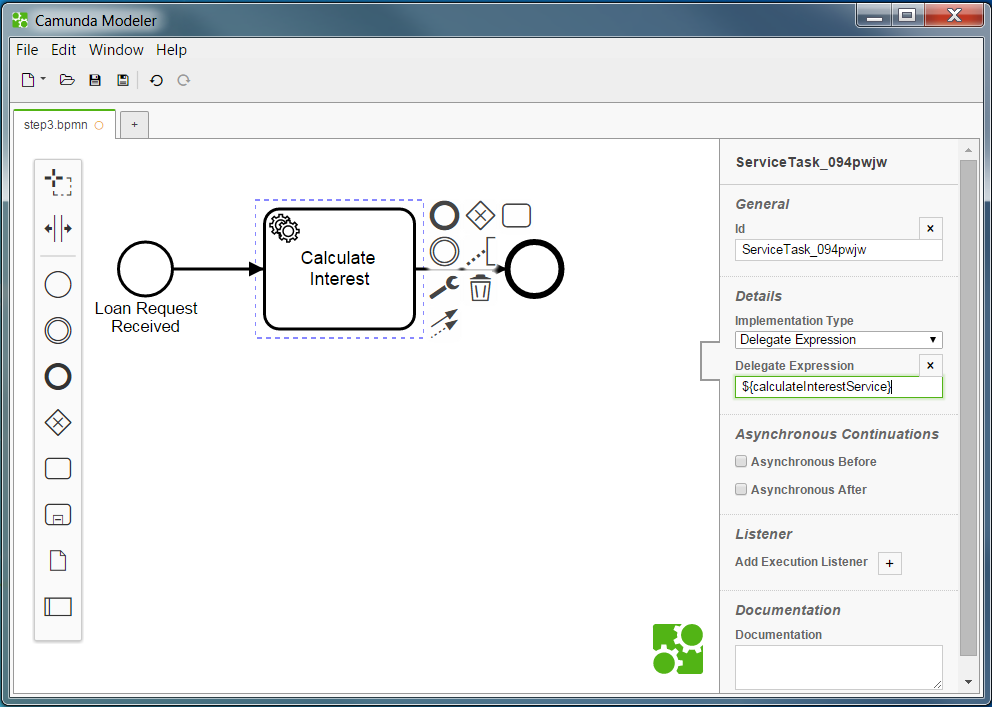 Camunda Modeler
File Edit Window Help
step3.bpmn
+
Loan Request
Received
Calculate
Interest
ServiceTask_094pwjw
General
Id
x
ServiceTask_094pwjw
Details
Implementation Type
Delegate Expression
Delegate Expression
x
${calculateInterestService}
Asynchronous Continuations
Asynchronous Before
Asynchronous After
Listener
Add Execution Listener +
Documentation
Documentation